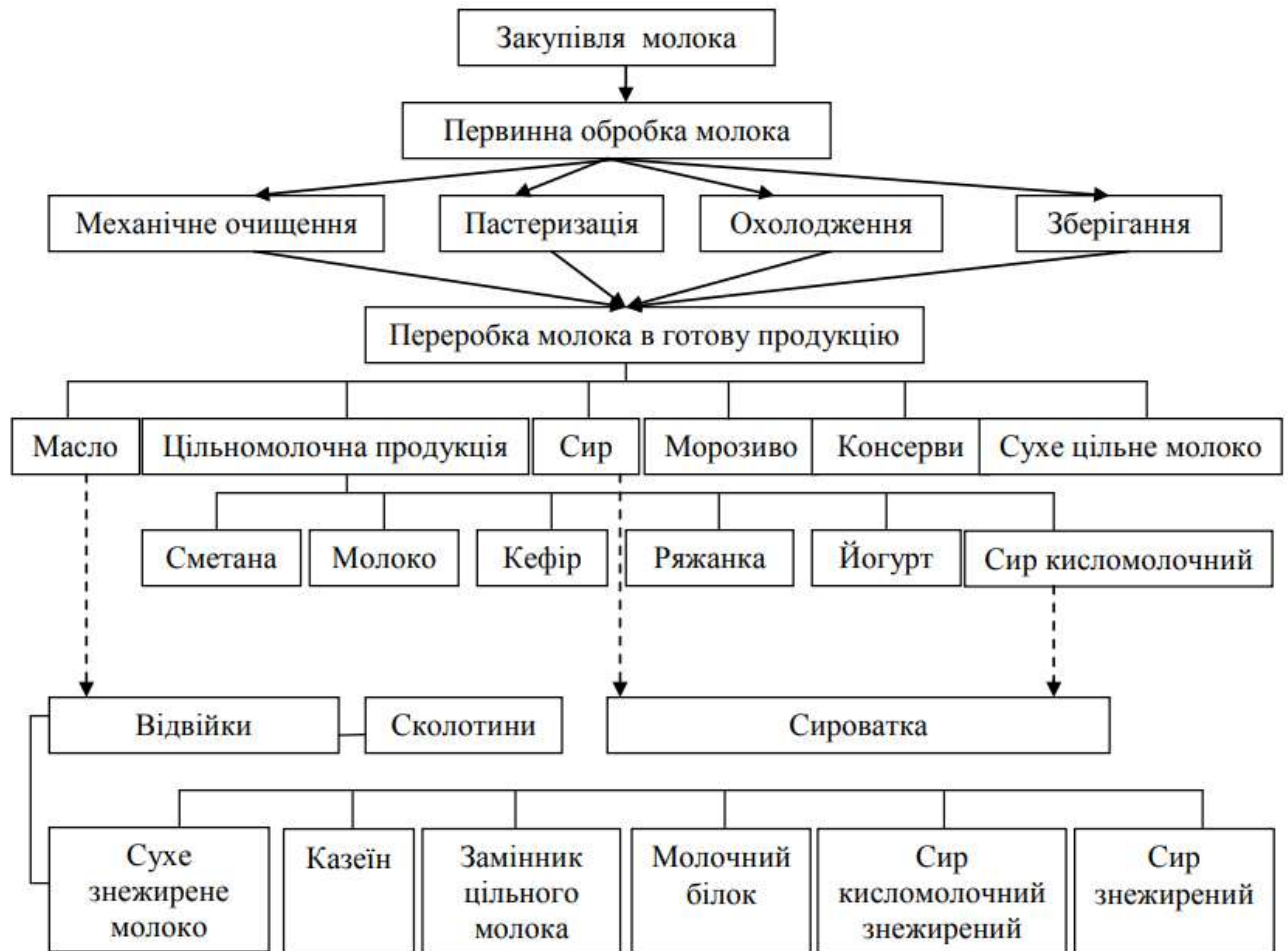 Закупівля молока
Первинна обробка молока
Механічне очищення
Пастеризація
Охолодження
Зберігання
Переробка молока в готову продукцію
Масло
Цільномолочна продукція
Сир
Морозиво
Консерви
Сухе цільне молоко
Сметана
Молоко
Кефір
Ряжанка
Йогурт
Сир кисломолочний
Відвійки
Сколотини
Сироватка
Сухе
знежирене
молоко
Казеїн
Замінник
цільного
молока
Молочний
білок
Сир
кисломолочний
знежирений
Сир
знежирений